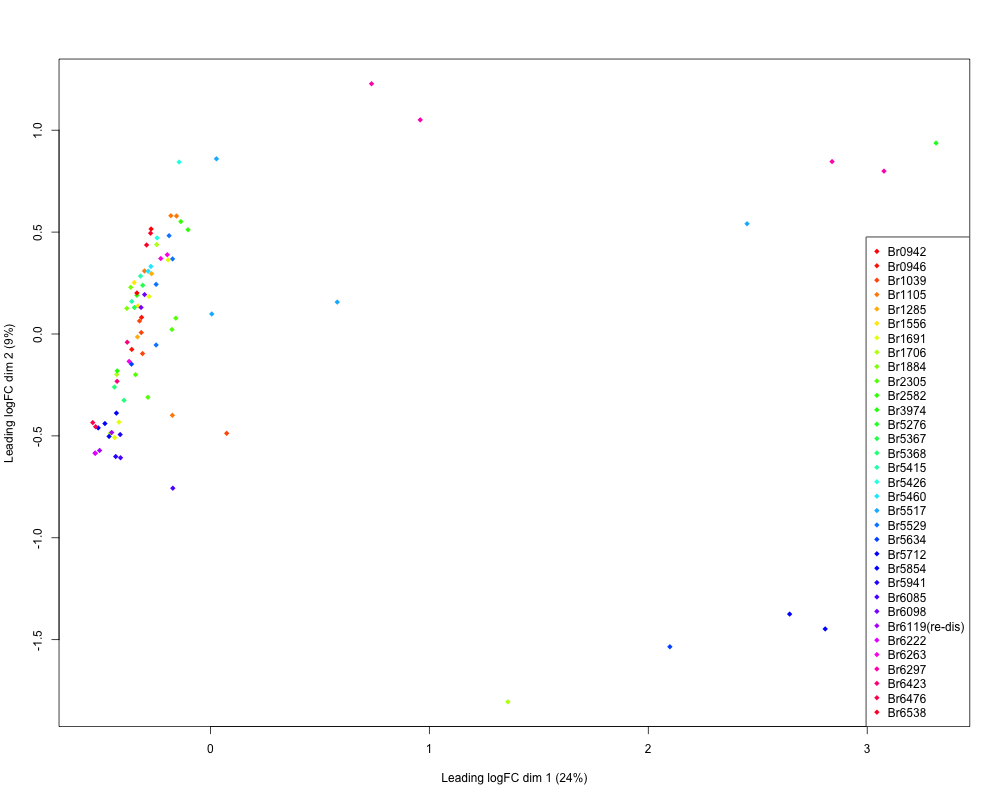 1.0
0.5
0.0
-0.5
-1.0
-1.5
Leading logFC dim 2 (9%)
Br0942
Br0946
Br1039
Br1105
Br1285
Br1556
Br1691
Br1706
Br1884
Br2305
Br2582
Br3974
Br5276
Br5367
Br5368
Br5415
Br5426
Br5460
Br5517
Br5529
Br5634
Br5712
Br5854
Br5941
Br6085
Br6098
Br6119(re-dis)
Br6222
Br6263
Br6297
Br6423
Br6476
Br6538
0 1 2 3
Leading logFC dim 1 (24%)